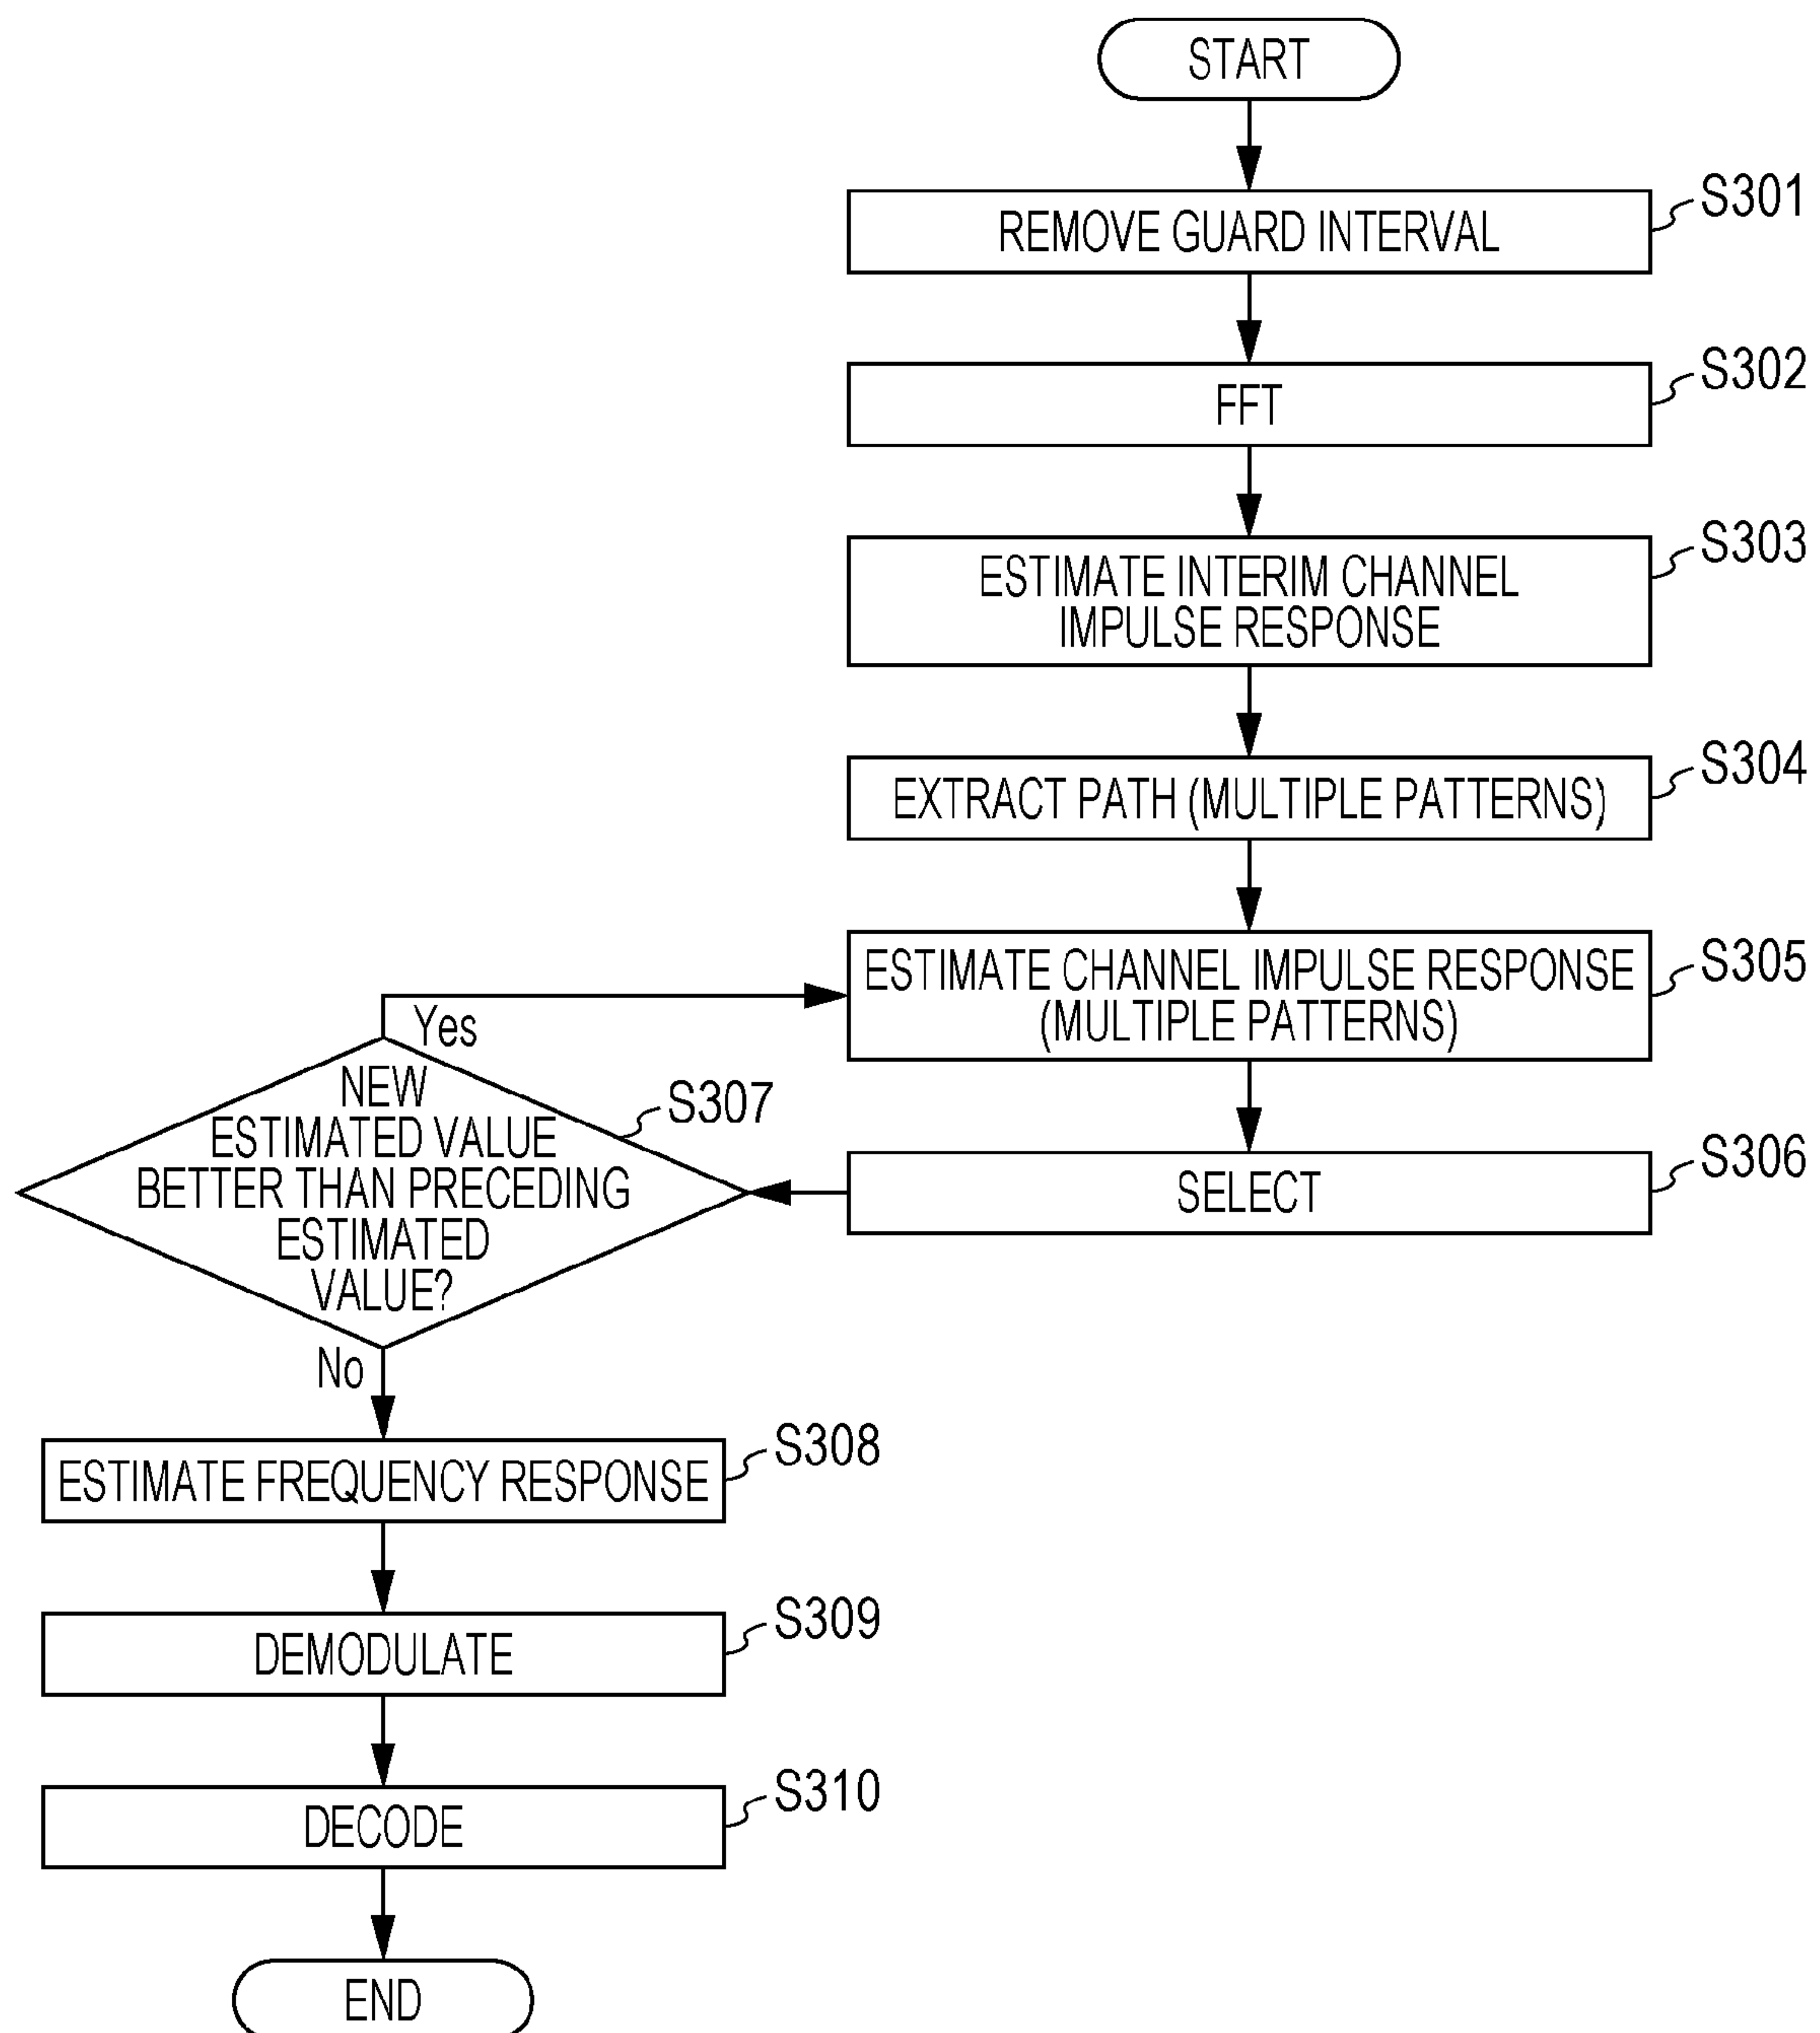 START
REMOVE GUARD INTERVAL
S301
FFT
S302
ESTIMATE INTERIM CHANNEL
IMPULSE RESPONSE
S303
EXTRACT PATH (MULTIPLE PATTERNS)
S304
ESTIMATE CHANNEL IMPULSE RESPONSE
(MULTIPLE PATTERNS)
S305
SELECT
S306
Yes
NEW
ESTIMATED VALUE
BETTER THAN PRECEDING
ESTIMATED
VALUE?
S307
No
ESTIMATE FREQUENCY RESPONSE
S308
DEMODULATE
S309
DECODE
S310
END